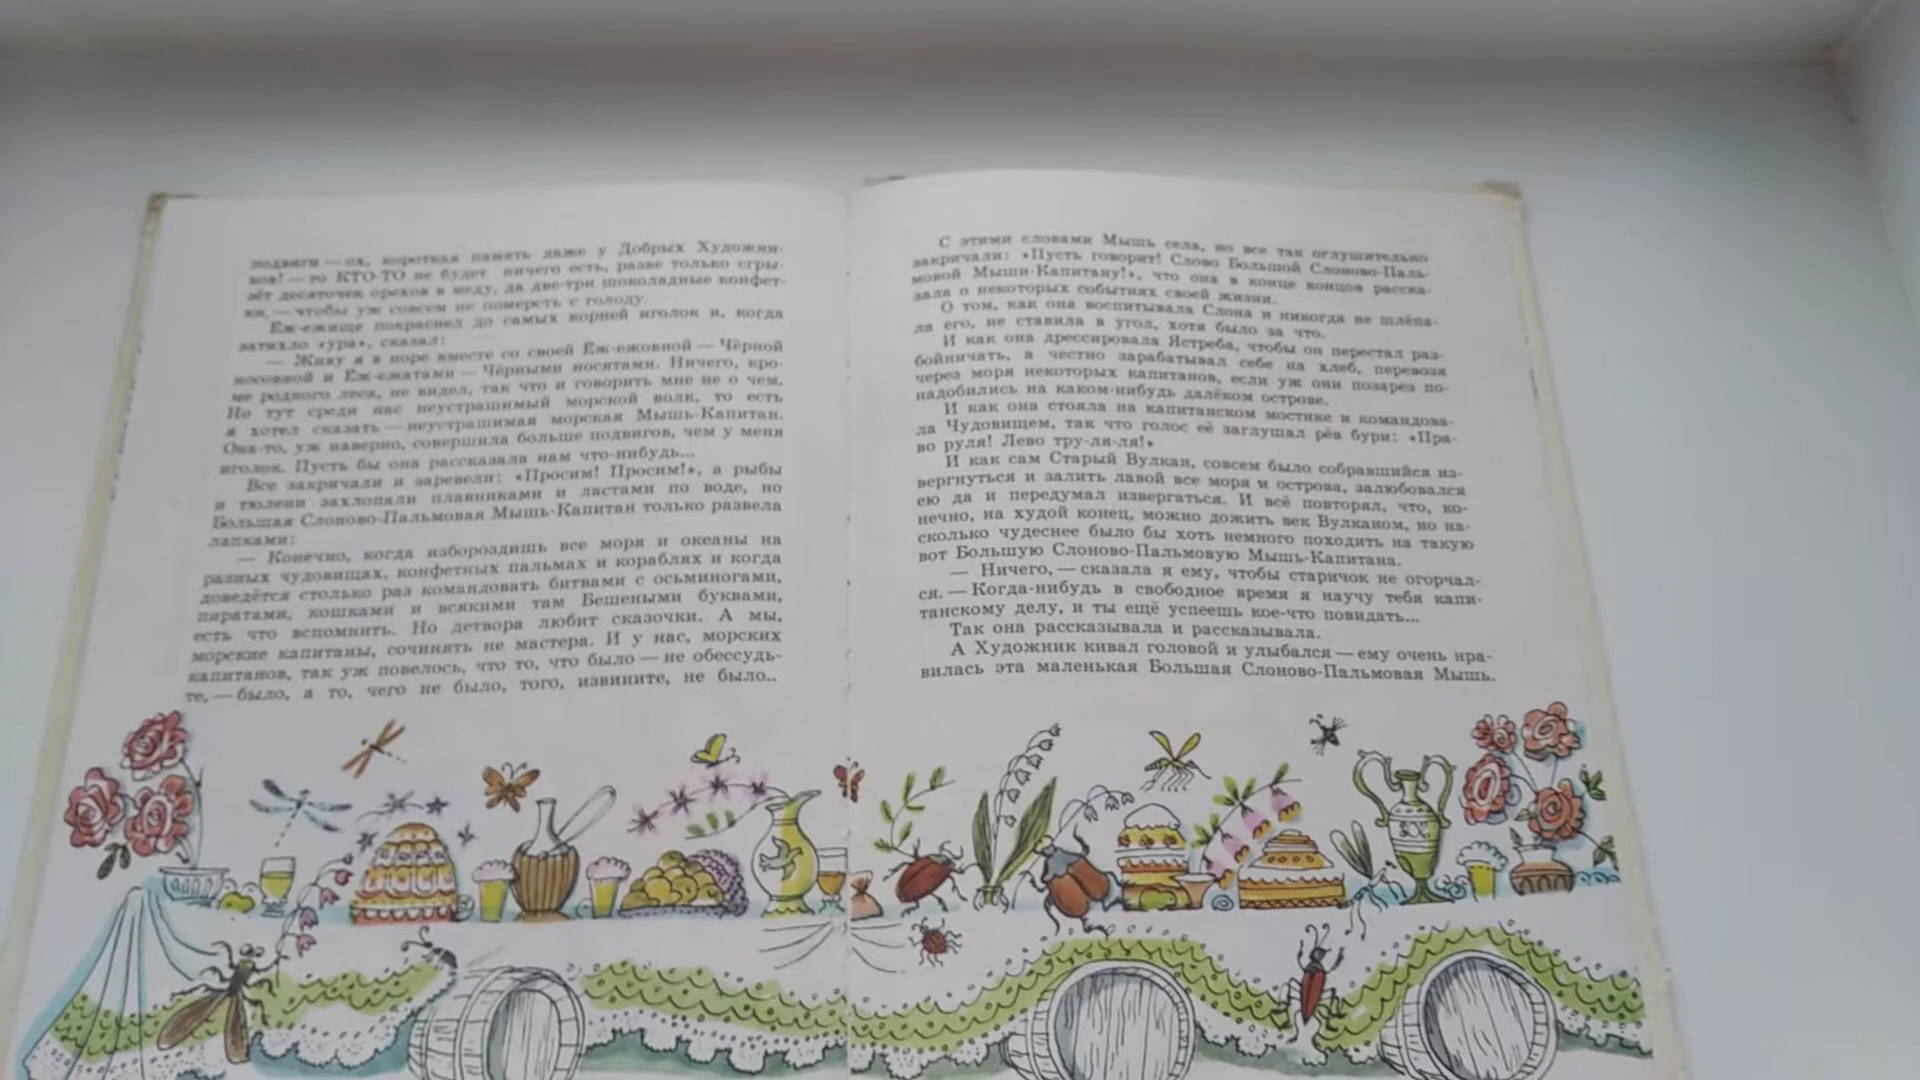 подвиги — ох, короткая память даже у Добрых Художни-
ков! — то КТО-ТО не будет ничего есть, разве только сгры-
зёт десяточек орехов в меду, да две-три шоколадные конфет-
ки, — чтобы уж совсем не помереть с голоду.
Ёж-ежище покраснел до самых корней иголок и, когда
затихло «ура», сказал:
— Живу я в норе вместе со своей Ёж-ежовной — Чёрной
носовной и Ёж-ежатами — Чёрными носятами. Ничего, кро-
ме родного леса, не видел, так что и говорить мне не о чем.
Но тут среди нас неустрашимый морской волк, то есть
я хотел сказать — неустрашимая морская Мышь-Капитан.
Она-то, уж наверно, совершила больше подвигов, чем у меня
иголок. Пусть бы она рассказала нам что-нибудь...
Все закричали и заревели: «Просим! Просим!», а рыбы
и тюлени захлопали плавниками и ластами по воде, но
Большая Слоново-Пальмовая Мышь-Капитан только развела
лапками:
— Конечно, когда избороздишь все моря и океаны на
разных чудовищах, конфетных пальмах и кораблях и когда
доведётся столько раз командовать битвами с осьминогами,
пиратами, кошками и всякими там Бешеными буквами,
есть что вспомнить. Но детвора любит сказочки. А мы,
морские капитаны, сочинять не мастера. И у нас, морских
капитанов, так уж повелось, что то, что было — не обессудь-
те, — было, а то, чего не было, того, извините, не было..
С этими словами Мышь села, но все так оглушительно
закричали: «Пусть говорит! Слово Большой Слоново-Паль-
мовой Мыши-Капитану!», что она в конце концов расска-
зала о некоторых событиях своей жизни.
О том, как она воспитывала Слона и никогда не шлёпа-
ла его, не ставила в угол, хотя было за что.
И как она дрессировала Ястреба, чтобы он перестал раз-
бойничать, а честно зарабатывал себе на хлеб, перевозя
через моря некоторых капитанов, если уж они позарез по-
надобились на каком-нибудь далёком острове.
И как она стояла на капитанском мостике и командова-
ла Чудовищем, так что голос её заглушал рёв бури: «Пра-
во руля! Лево тру-ля-ля!»
И как сам Старый Вулкан, совсем было собравшийся из-
вергнуться и залить лавой все моря и острова, залюбовался
ею да и передумал извергаться. И всё повторял, что, ко-
нечно, на худой конец, можно дожить век Вулканом, но на-
сколько чудеснее было бы хоть немного походить на такую
вот Большую Слоново-Пальмовую Мышь-Капитана.
— Ничего, — сказала я ему, чтобы старичок не огорчал-
ся. — Когда-нибудь в свободное время я научу тебя капи-
танскому делу, и ты ещё успеешь кое-что повидать...
Так она рассказывала и рассказывала.
А Художник кивал головой и улыбался — ему очень нра-
вилась эта маленькая Большая Слоново-Пальмовая Мышь.